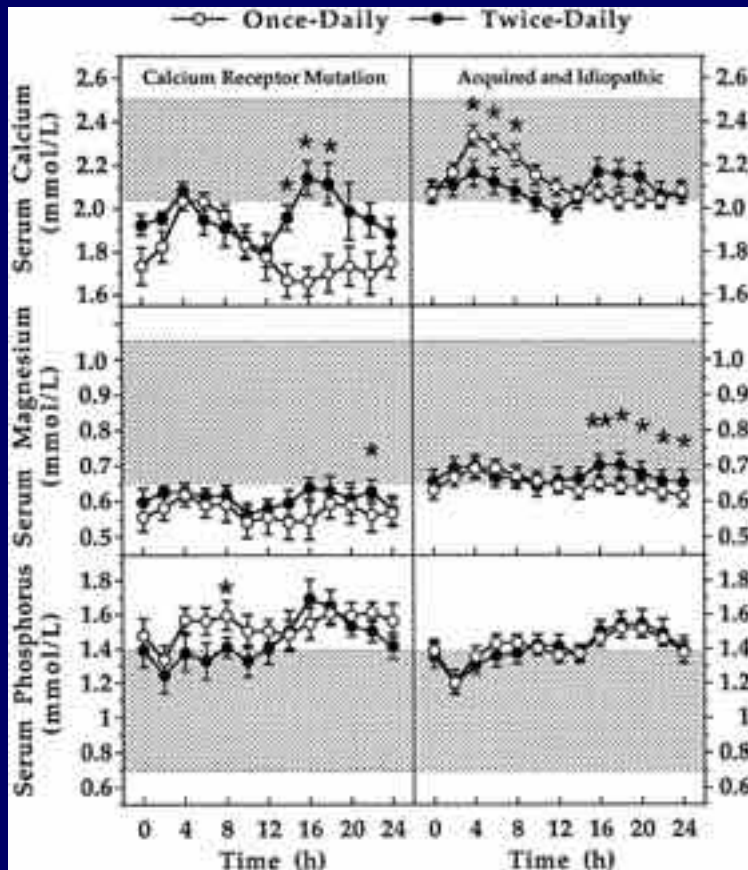 Once-Daily Twice-Daily
Calcium Receptor Mutation
Acquired and Idiopathic
Serum Calcium
(mmol/L)
2.6
2.4
2.2
2.0
1.8
1.6
2.6
2.4
2.2
2.0
1.8
1.6
Serum Magnesium
(mmol/L)
1.0
0.9
0.8
0.7
0.6
0.5
1.0
0.9
0.8
0.7
0.6
0.5
Serum Phosphorus
(mmol/L)
1.8
1.6
1.4
1.2
1
0.8
0.6
1.8
1.6
1.4
1.2
1
0.8
0.6
0 4 8 12 16 20 24
0 4 8 12 16 20 24
Time (h)
Time (h)